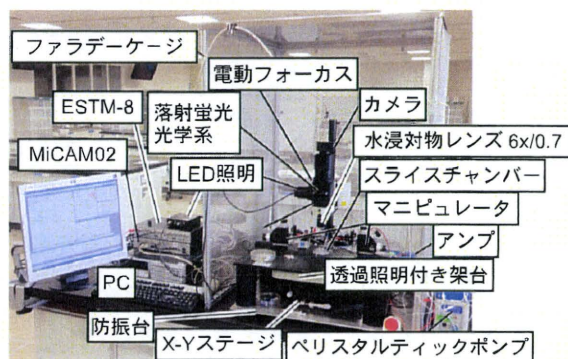 ファラデーケージ
電動フォーカス
ESTM-8
落射蛍光
光学系
カメラ
水浸対物レンズ 6x/0.7
MiCAM02
LED照明
スライスチャンバー
マニピュレータ
アンプ
透過照明付き架台
PC
防振台
X-Yステージ
ペリスタルティックポンプ